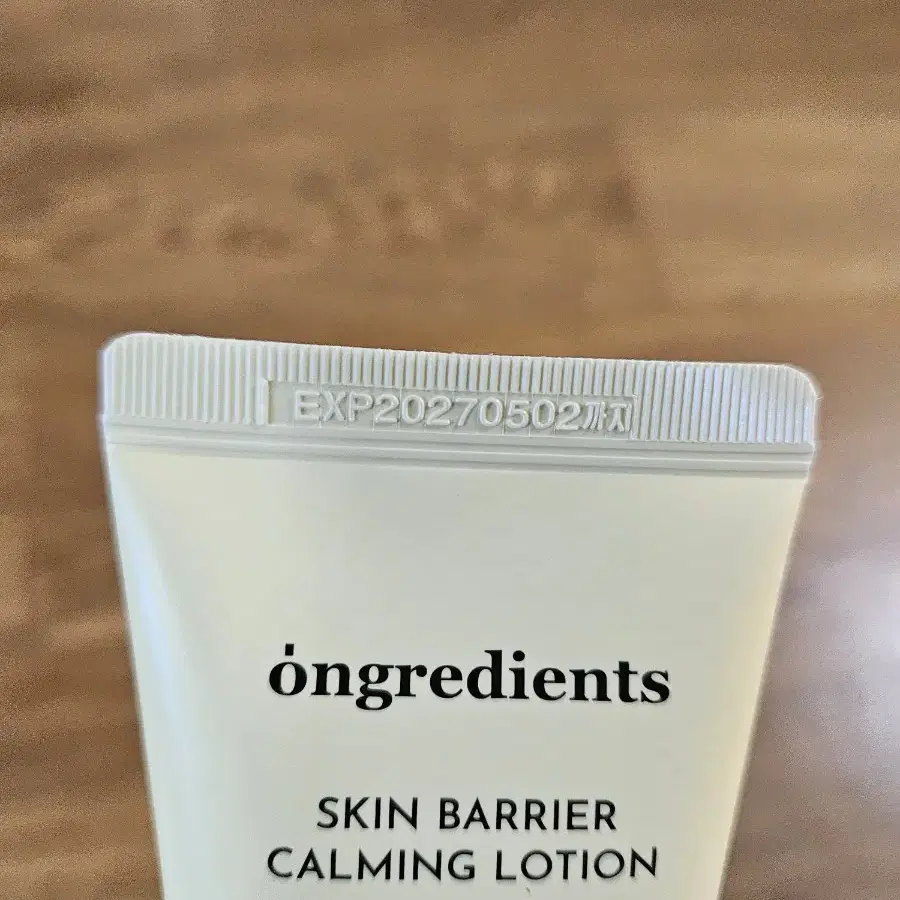 EXP20270502까지
ongredients
SKIN BARRIER
CALMING LOTION